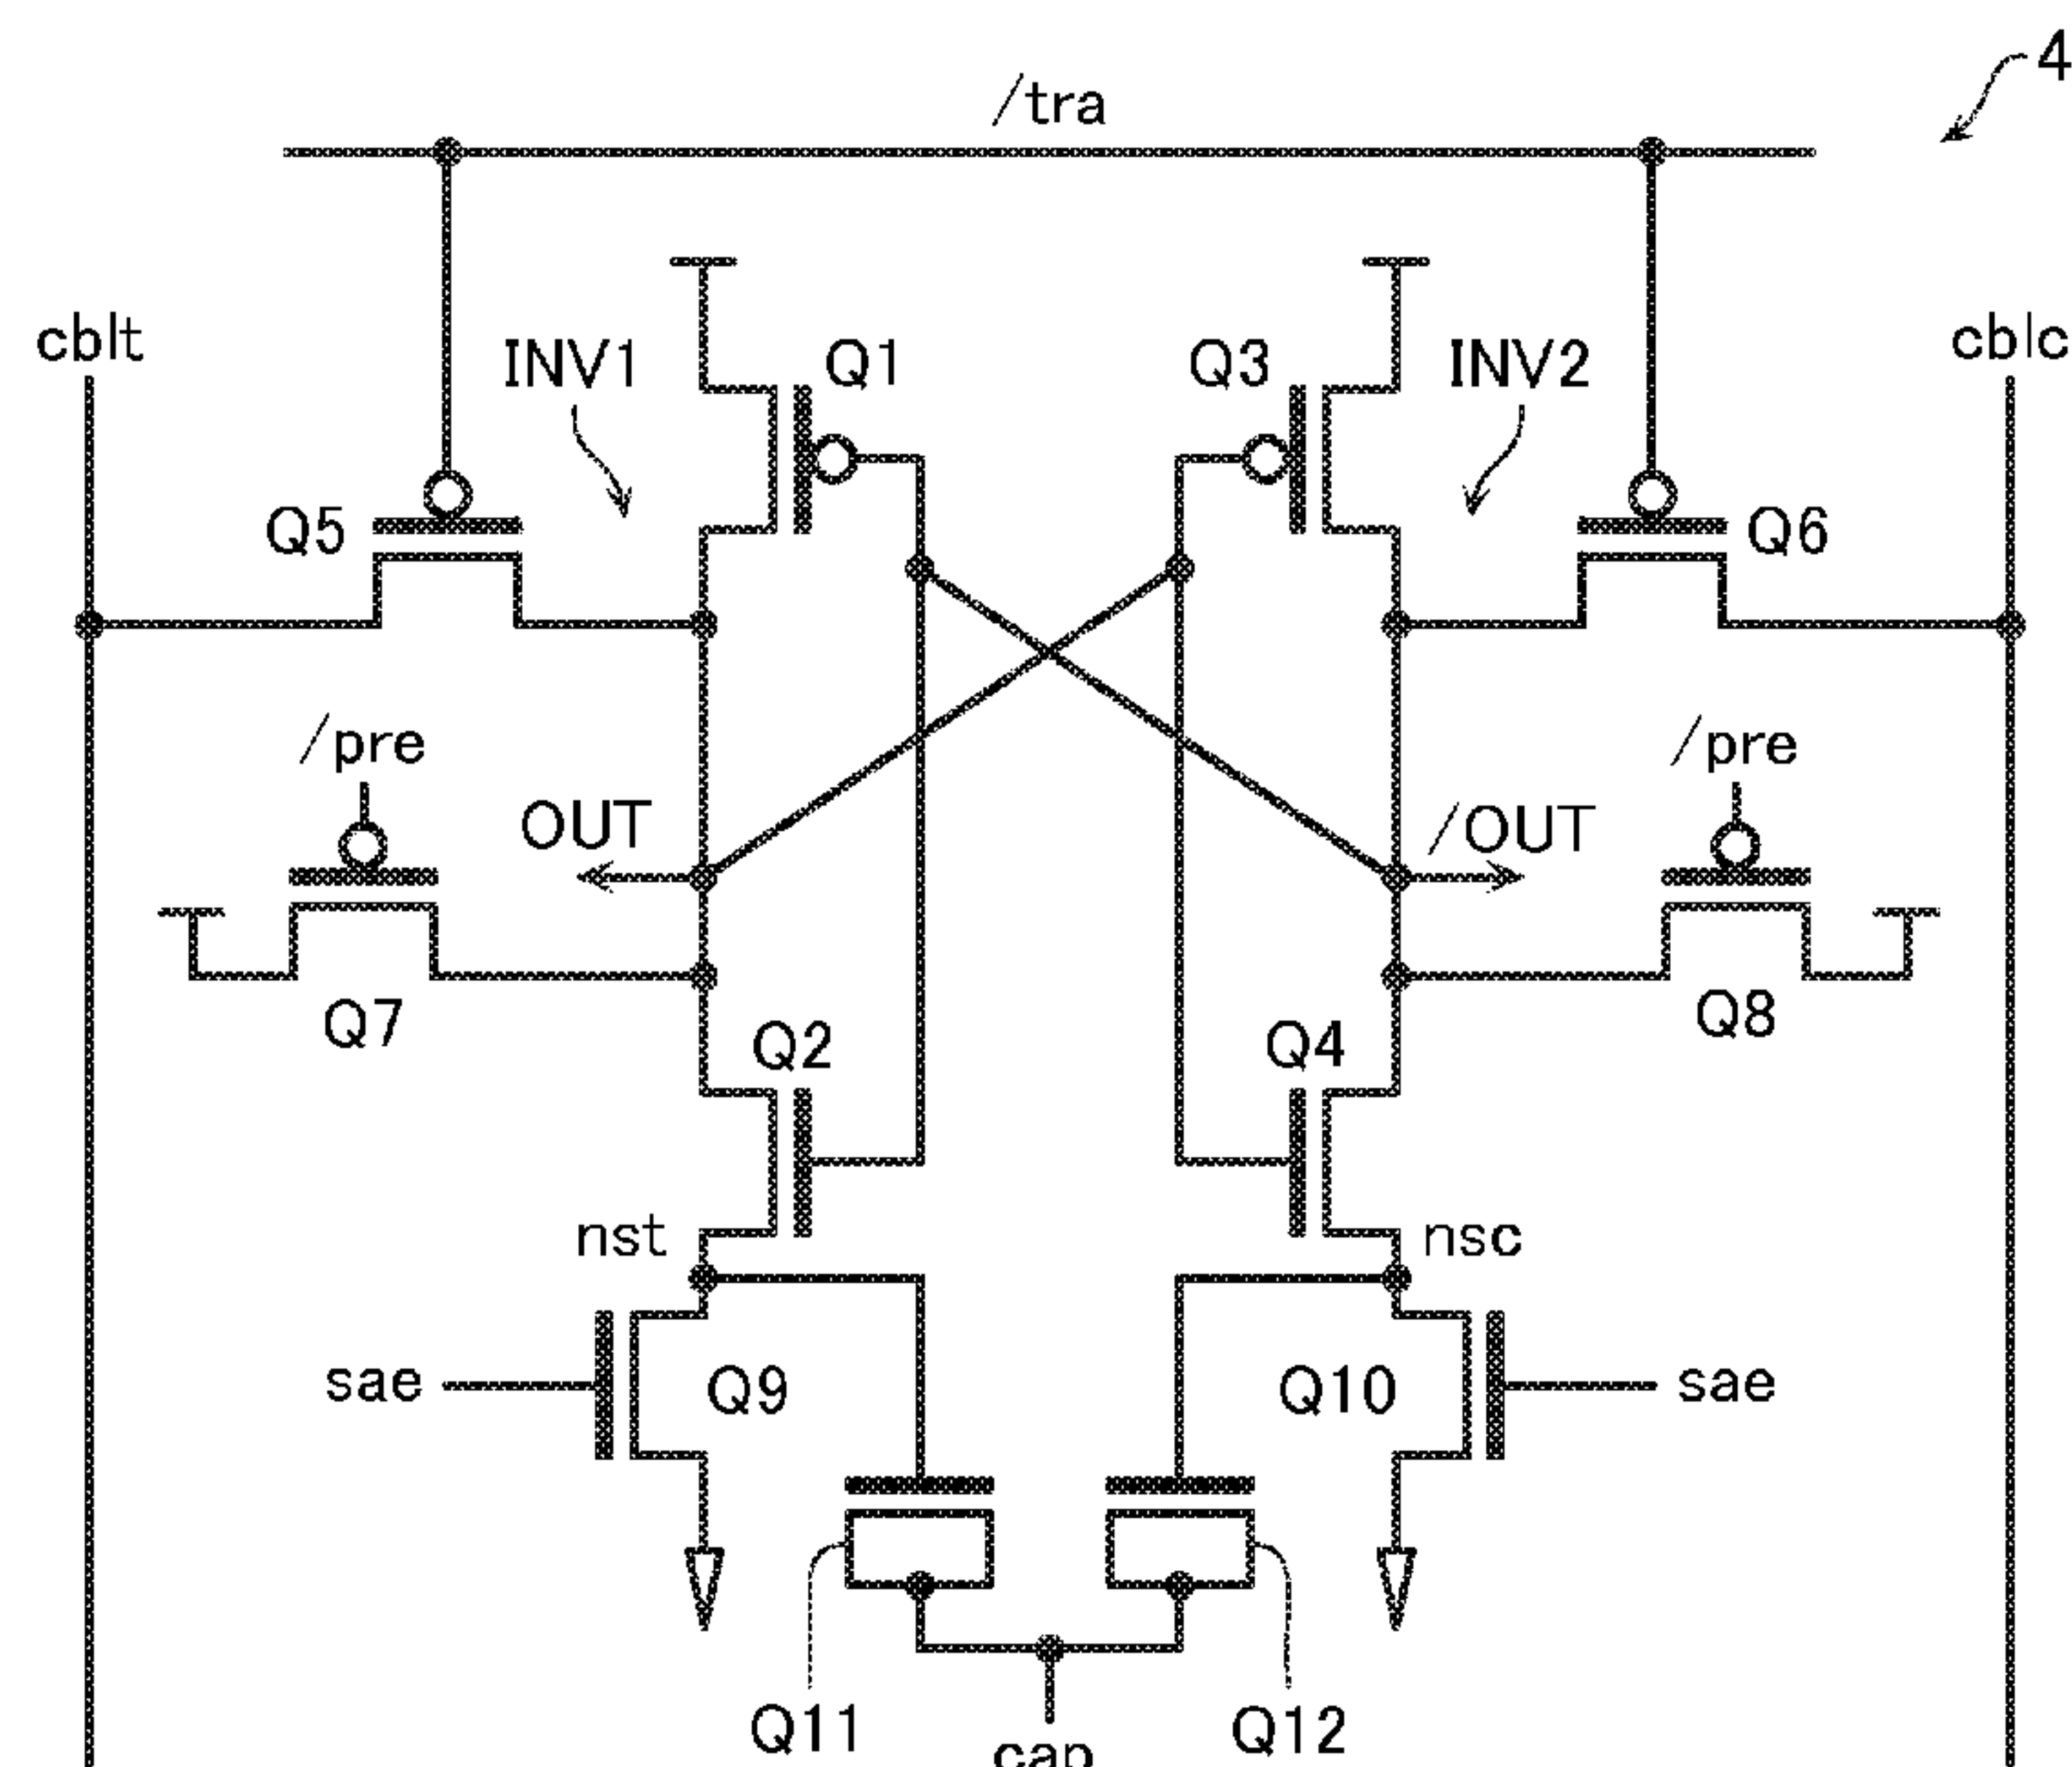 4
/tra
cblt
INV1
Q1
Q3
INV2
cblc
Q5
Q6
/pre
OUT
/OUT
/pre
Q7
Q2
Q4
Q8
nst
nsc
sae
Q9
Q10
sae
Q11
cap
Q12